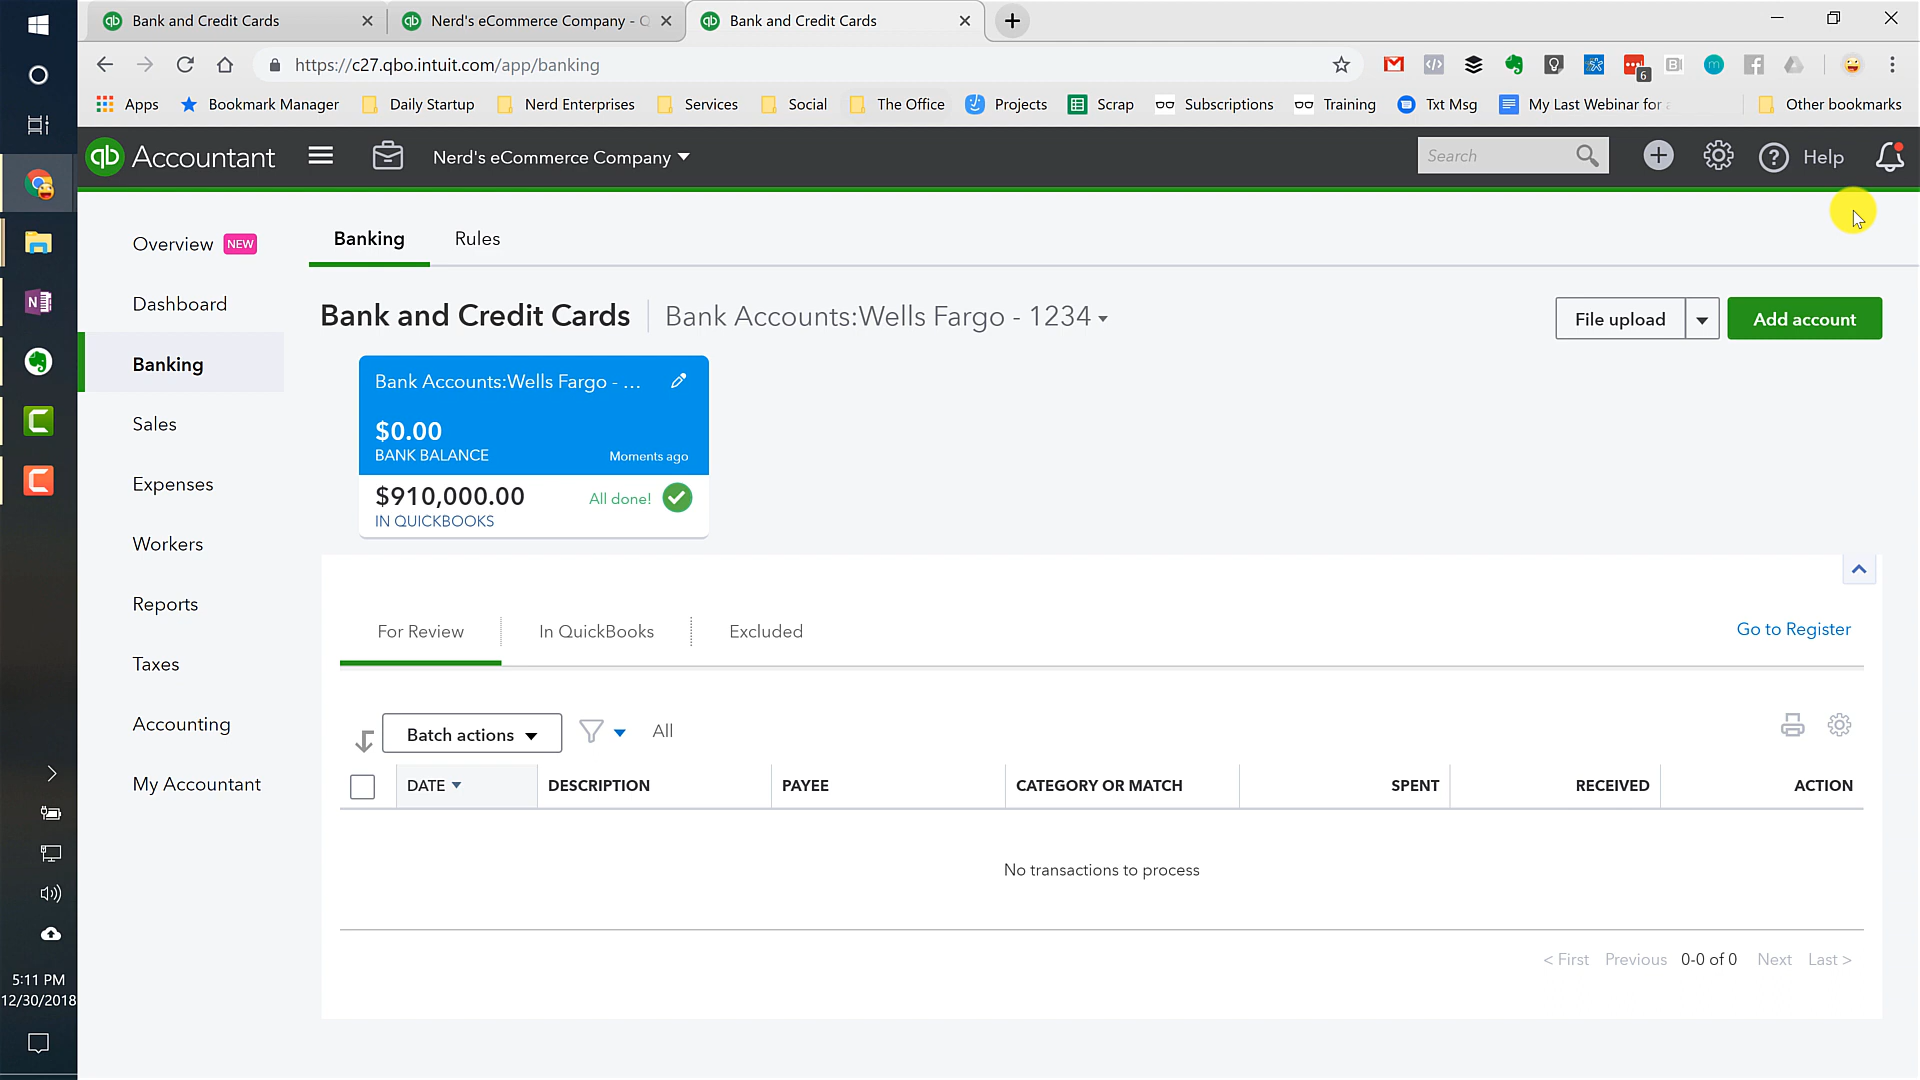 Bank and Credit Cards
Nerd's eCommerce Company - Q
Bank and Credit Cards
https://c27.qbo.intuit.com/app/banking
6
Apps
Bookmark Manager
Daily Startup
Nerd Enterprises
Services
Social
The Office
Projects
Scrap
Subscriptions
Training
Txt Msg
My Last Webinar for a
Other bookmarks
qb Accountant
Nerd's eCommerce Company
Search
Help
Overview NEW
Dashboard
Banking
Sales
Expenses
Workers
Reports
Taxes
Accounting
My Accountant
Banking
Rules
Bank and Credit Cards
Bank Accounts:Wells Fargo - 1234
File upload
Add account
Bank Accounts:Wells Fargo - ...
$0.00
BANK BALANCE
Moments ago
$910,000.00
All done!
IN QUICKBOOKS
For Review
In QuickBooks
Excluded
Go to Register
Batch actions
All
DATE
DESCRIPTION
PAYEE
CATEGORY OR MATCH
SPENT
RECEIVED
ACTION
No transactions to process
< First Previous 0-0 of 0 Next Last >
5:11 PM
12/30/2018